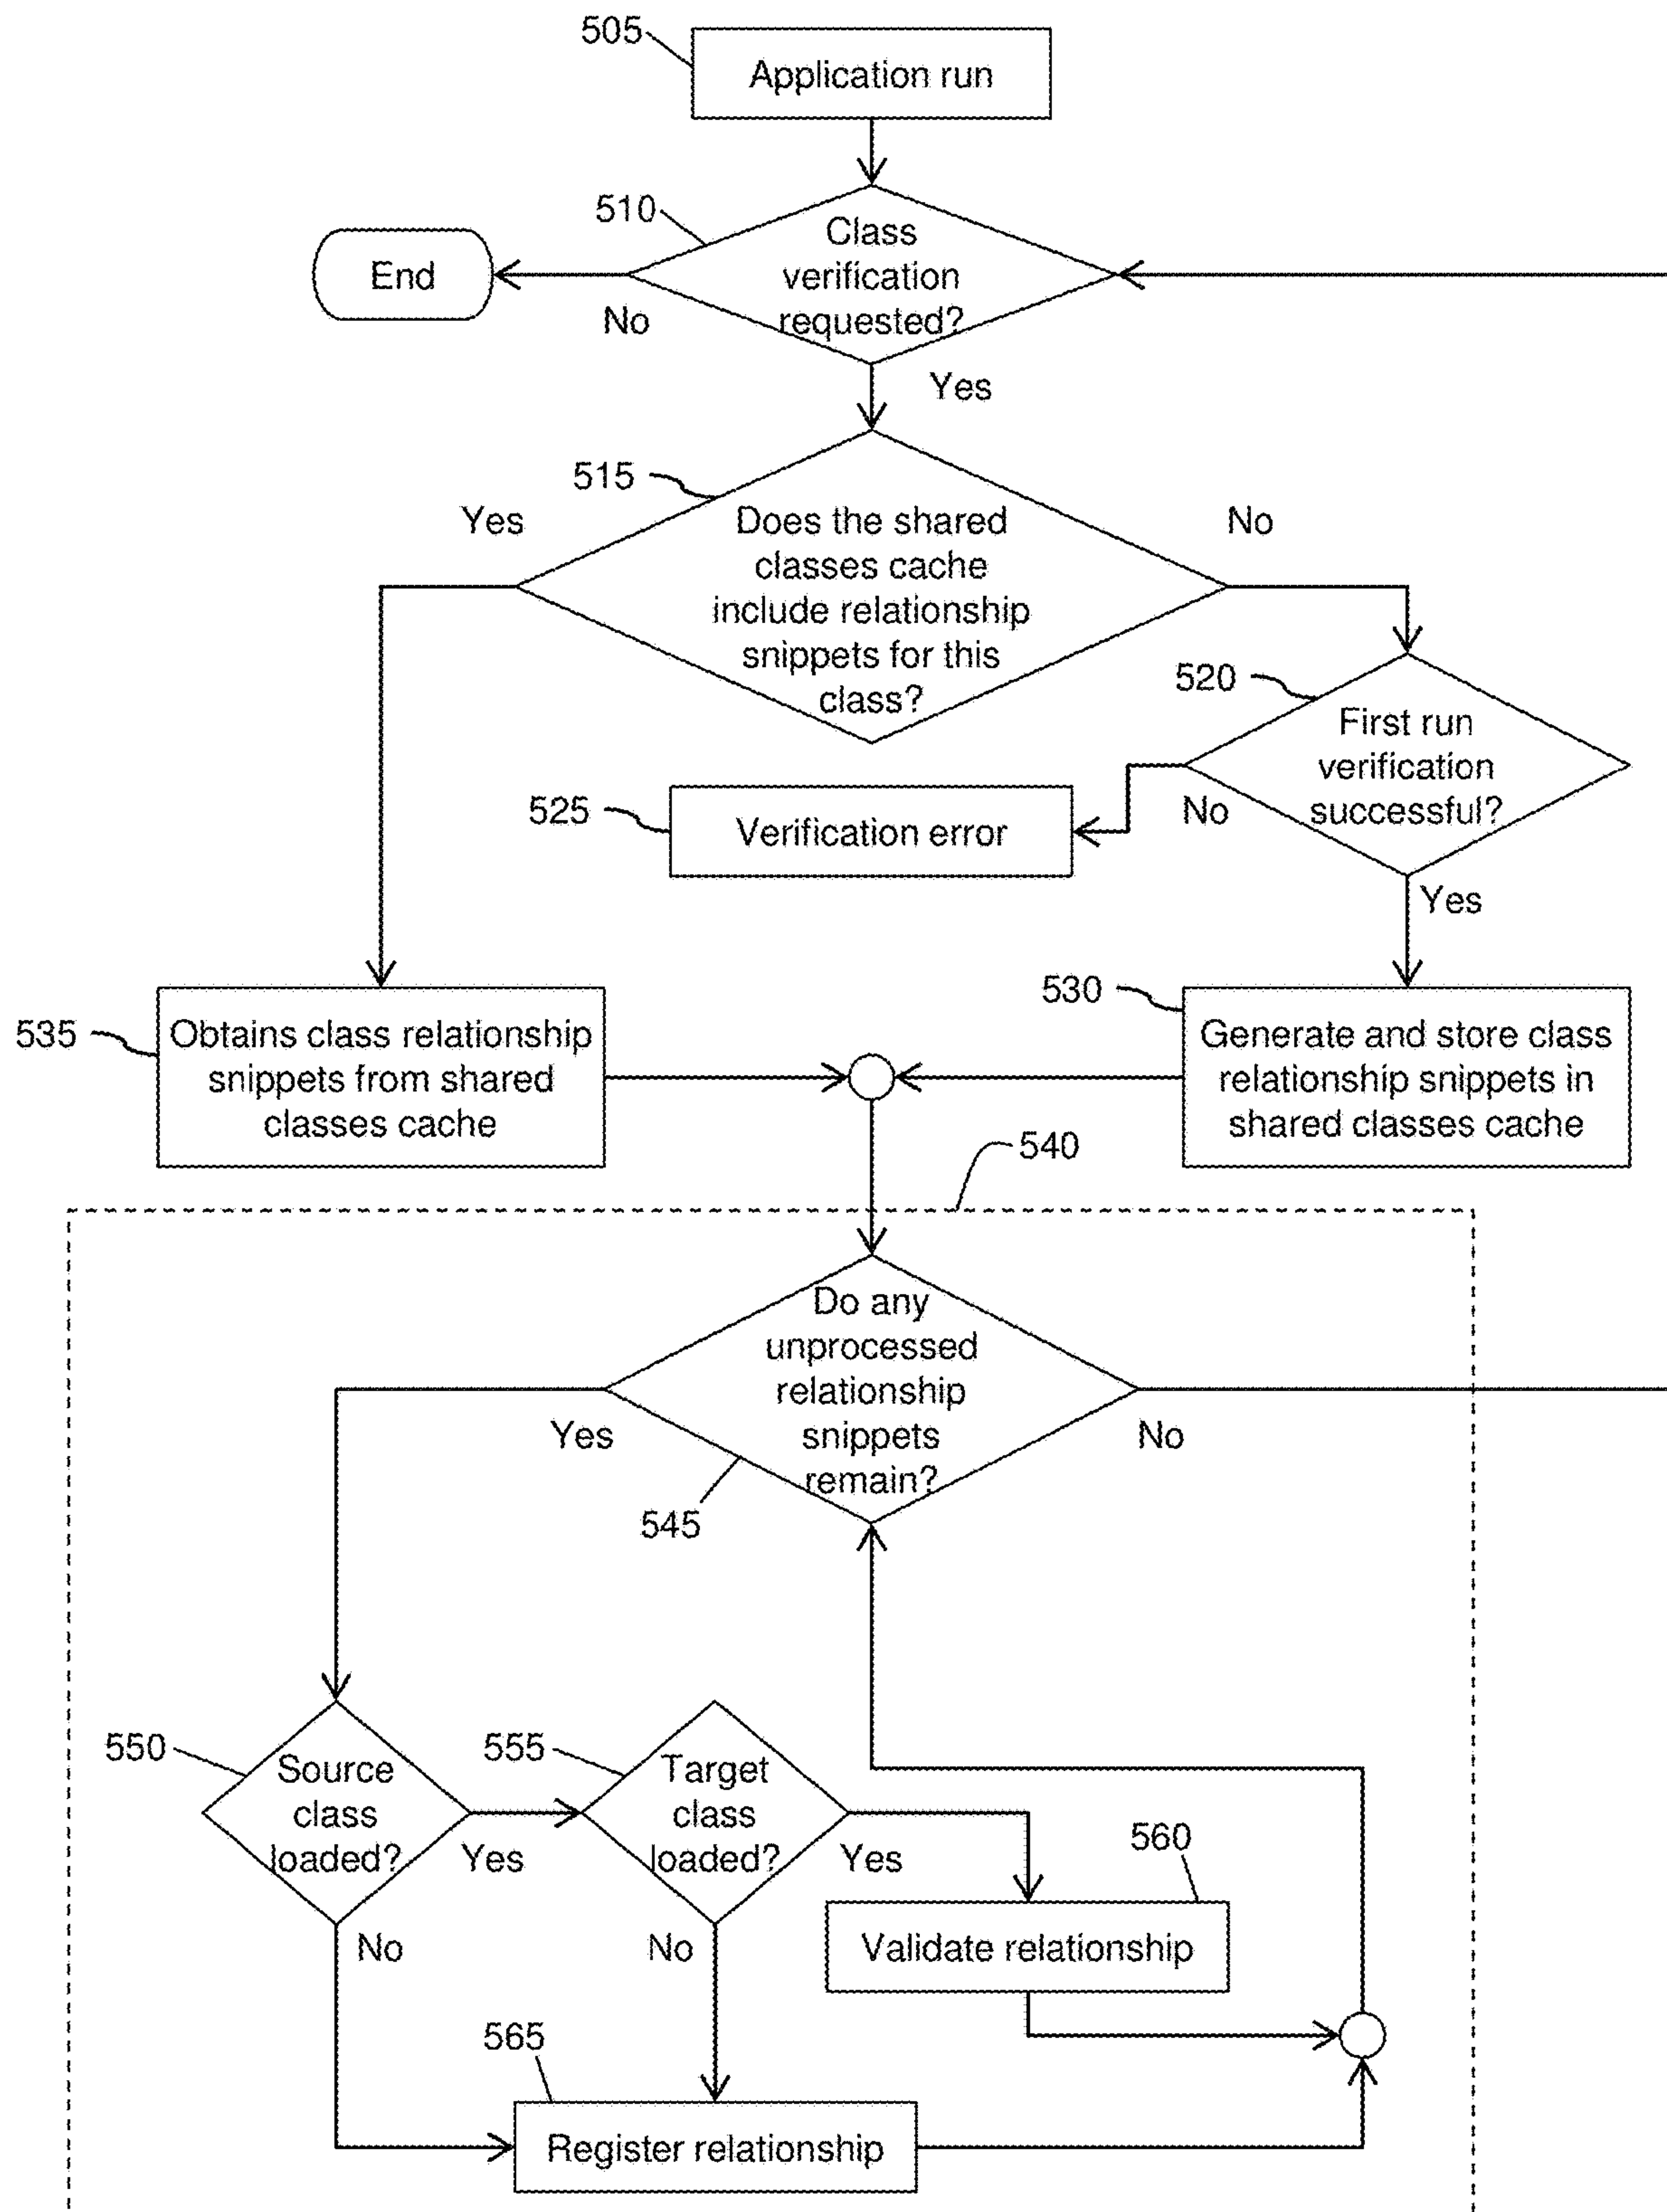 505
Application run
510
Class
verification
requested?
End
No
Yes
515
Yes
Does the shared
classes cache
include relationship
snippets for this
class?
No
520
First run
verification
successful?
525
Verification error
No
Yes
535
Obtains class relationship
snippets from shared
classes cache
530
Generate and store class
relationship snippets in
shared classes cache
540
Do any
unprocessed
relationship
snippets
remain?
Yes
No
545
550
Source
class
loaded?
Yes
No
555
Target
class
loaded?
Yes
No
560
Validate relationship
565
Register relationship